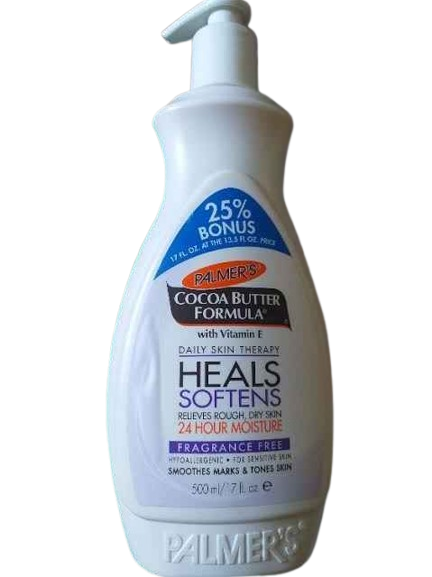 25%
BONUS
17 FL. OZ. AT THE 13.5 FL. OZ. PRICE
PALMER'S
COCOA BUTTER
FORMULA®
with Vitamin E
DAILY SKIN THERAPY
HEALS
SOFTENS
RELIEVES ROUGH, DRY SKIN
24 HOUR MOISTURE
FRAGRANCE FREE
HYPOALLERGENIC • FOR SENSITIVE SKIN
SMOOTHES MARKS & TONES SKIN
500 ml/17 fl. oz. e
PALMER'S